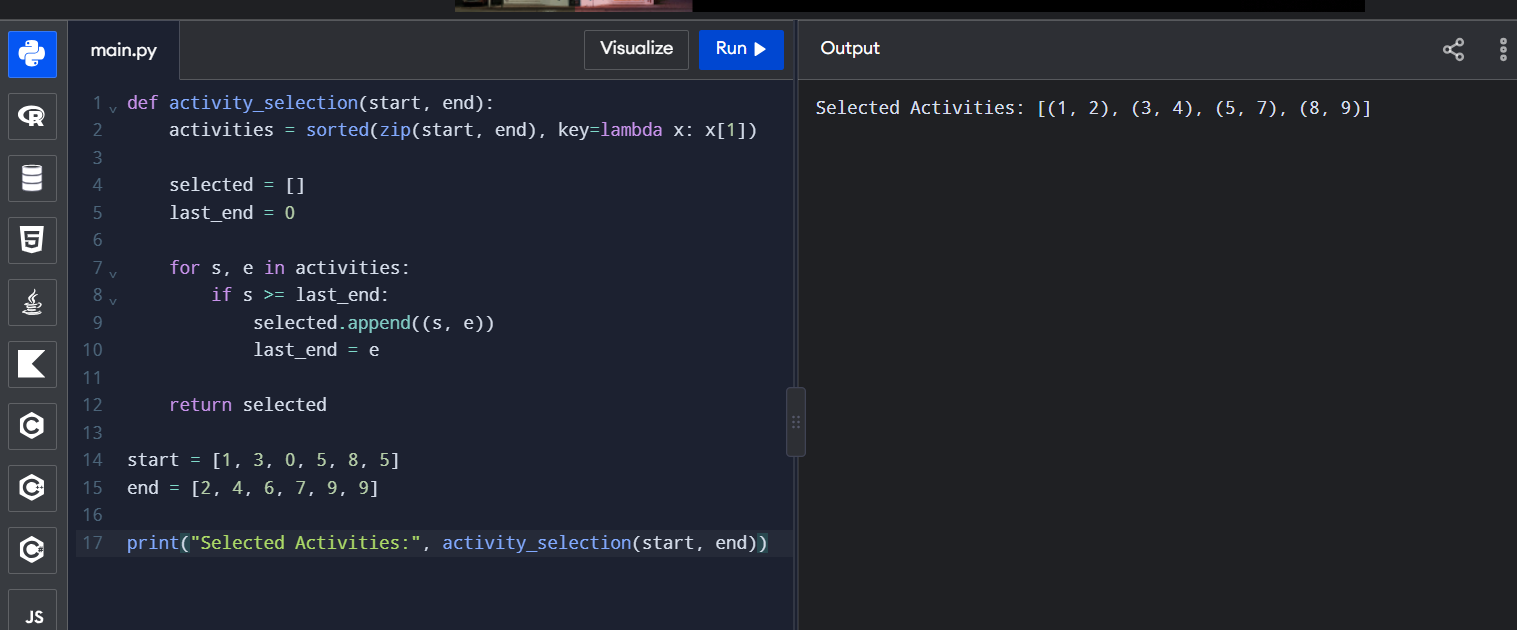 main.py
Visualize
Run
Output
1 def activity_selection(start, end):
2     activities = sorted(zip(start, end), key=lambda x: x[1])
3
4     selected = []
5     last_end = 0
6
7     for s, e in activities:
8         if s >= last_end:
9             selected.append((s, e))
10             last_end = e
11
12     return selected
13
14 start = [1, 3, 0, 5, 8, 5]
15 end = [2, 4, 6, 7, 9, 9]
16
17 print("Selected Activities:", activity_selection(start, end))
Selected Activities: [(1, 2), (3, 4), (5, 7), (8, 9)]
R
5
C
C
C
JS